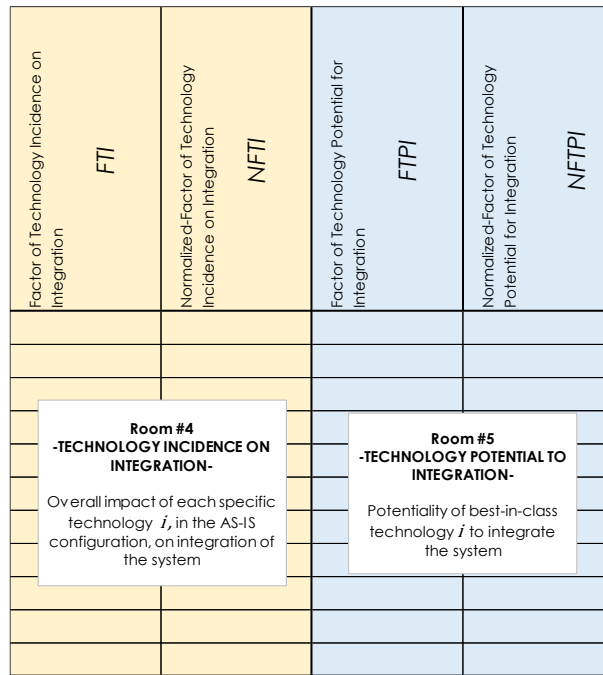 Factor of Technology Incidence on
Integration
FTI
Normalized-Factor of Technology
Incidence on Integration
NFTI
Factor of Technology Potential for
Integration
FTPI
Normalized-Factor of Technology
Potential for Integration
NFTPI
Room #4
-TECHNOLOGY INCIDENCE ON
INTEGRATION-
Overall impact of each specific
technology i, in the AS-IS
configuration, on integration of
the system
Room #5
-TECHNOLOGY POTENTIAL TO
INTEGRATION-
Potentiality of best-in-class
technology i to integrate
the system